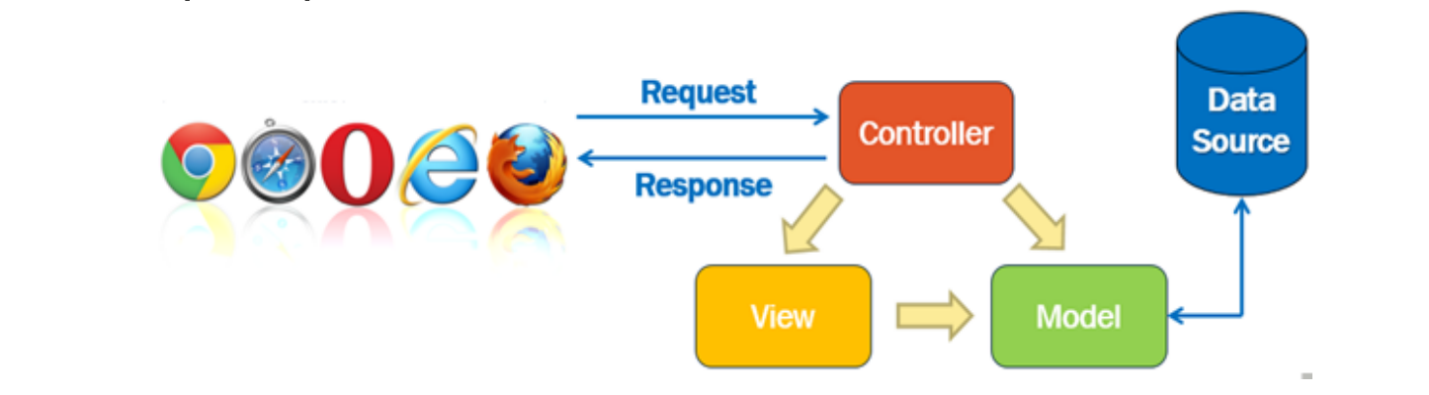 Request
Controller
Response
Data
Source
View
Model